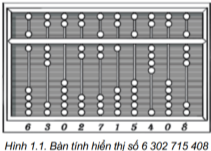 6 3 0 2 7 1 5 4 0 8
Hình 1.1. Bàn tính hiển thị số 6 302 715 408